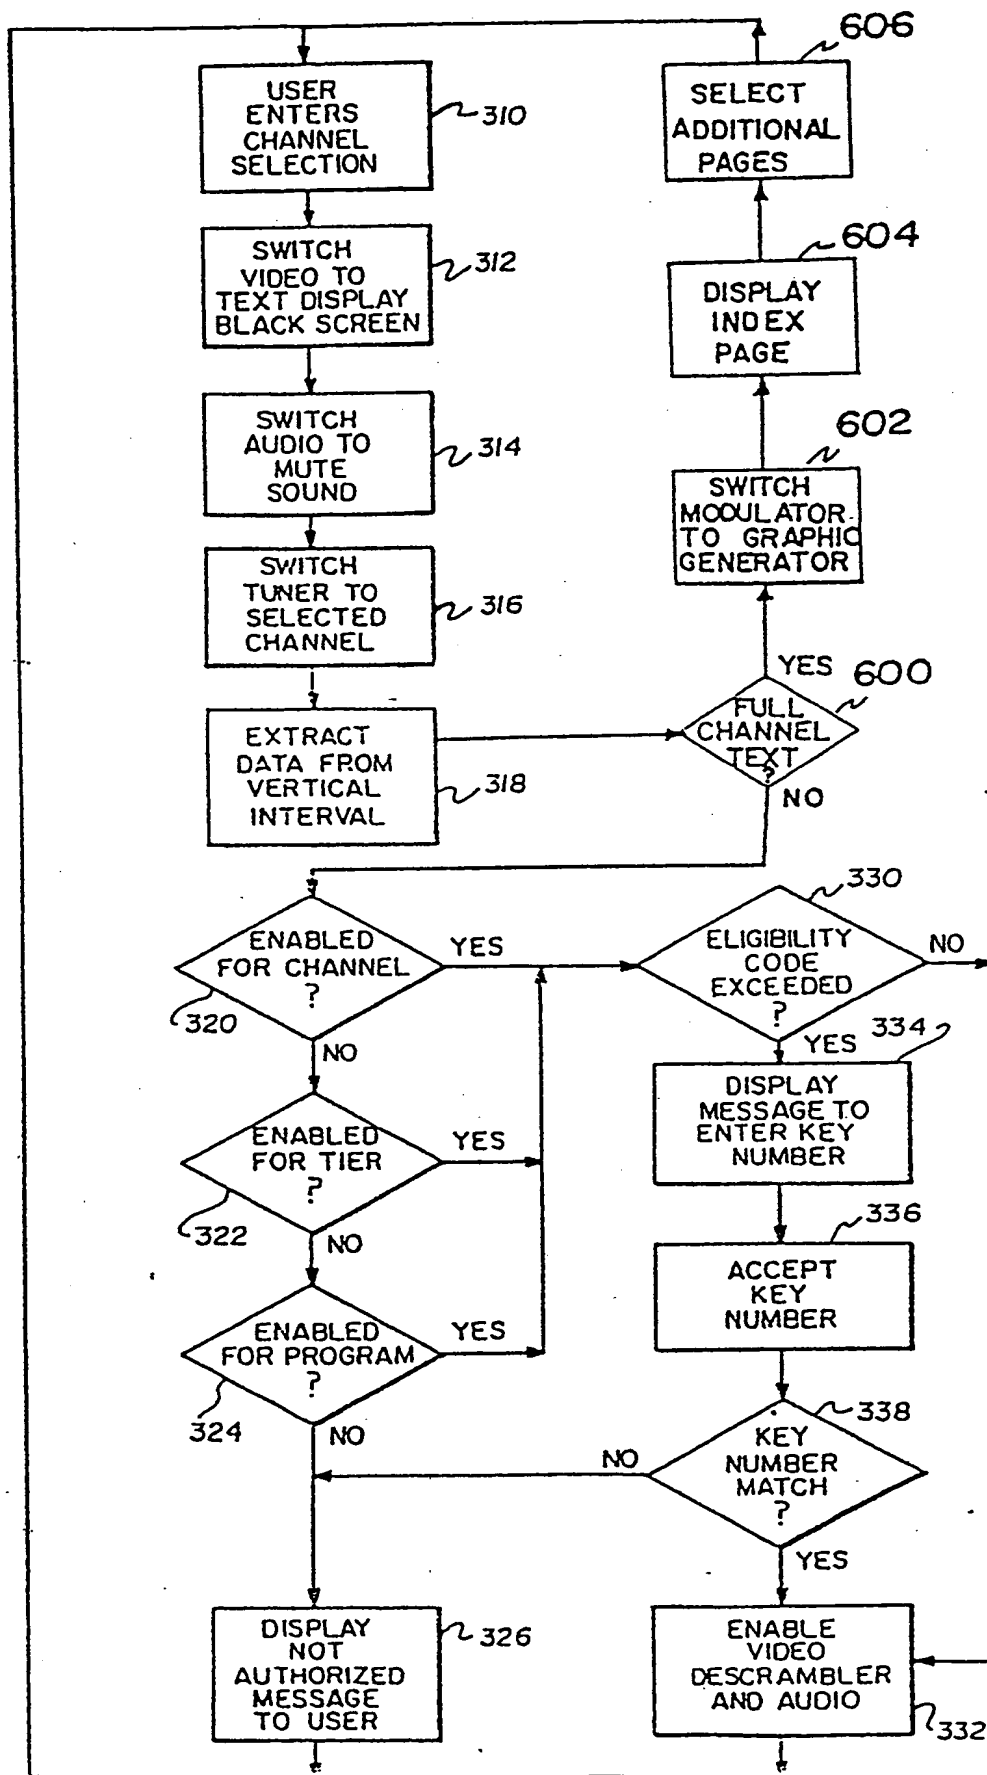 USER
ENTERS
CHANNEL
SELECTION
310
SWITCH
VIDEO TO
TEXT DISPLAY
BLACK SCREEN
312
SWITCH
AUDIO TO
MUTE
SOUND
314
SWITCH
TUNER TO
SELECTED
CHANNEL
316
EXTRACT
DATA FROM
VERTICAL
INTERVAL
318
606
SELECT
ADDITIONAL
PAGES
604
DISPLAY
INDEX
PAGE
602
SWITCH
MODULATOR
TO GRAPHIC
GENERATOR
YES
600
FULL
CHANNEL
TEXT
?
NO
ENABLED
FOR CHANNEL
?
320
YES
NO
ENABLED
FOR TIER
?
322
YES
NO
ENABLED
FOR PROGRAM
?
324
YES
NO
DISPLAY
NOT
AUTHORIZED
MESSAGE
TO USER
326
330
ELIGIBILITY
CODE
EXCEEDED
?
NO
YES
334
DISPLAY
MESSAGE TO
ENTER KEY
NUMBER
336
ACCEPT
KEY
NUMBER
338
KEY
NUMBER
MATCH
?
NO
YES
ENABLE
VIDEO
DESCRAMBLER
AND AUDIO
332